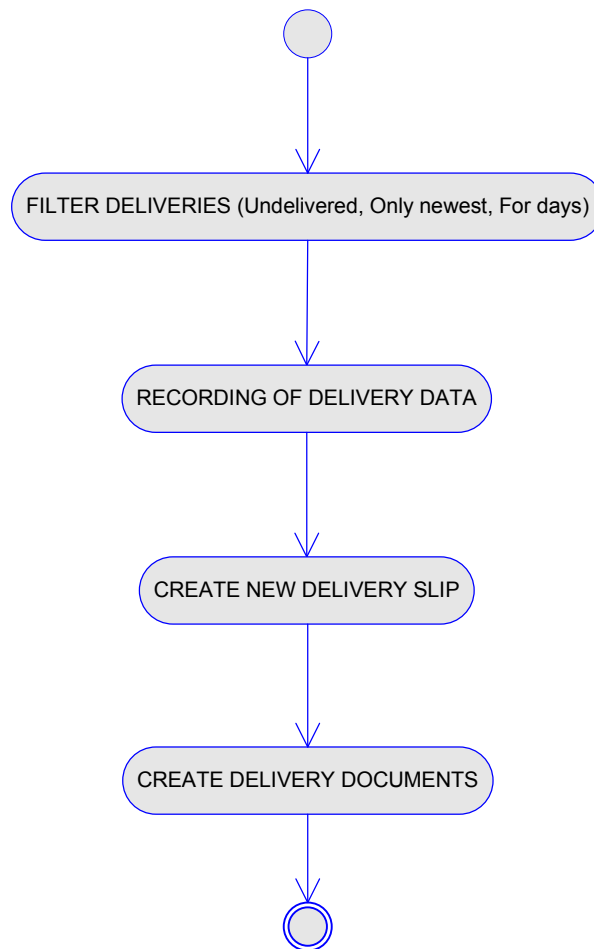 FILTER DELIVERIES (Undelivered, Only newest, For days)
RECORDING OF DELIVERY DATA
CREATE NEW DELIVERY SLIP
CREATE DELIVERY DOCUMENTS